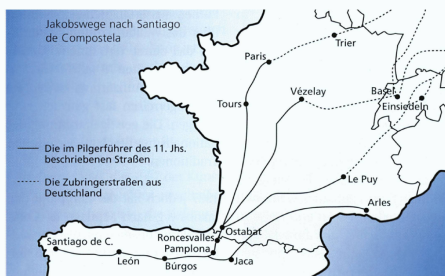 Jakobswege nach Santiago
de Compostela
Trier
Paris
Tours
Vézelay
Basel
Einsiedeln
Die im Pilgerführer des 11. Jhs.
beschriebenen Straßen
Die Zubringerstraßen aus
Deutschland
Le Puy
Arles
Ostabat
Roncesvalles
Pamplona
Jaca
Santiago de C.
León
Búrgos